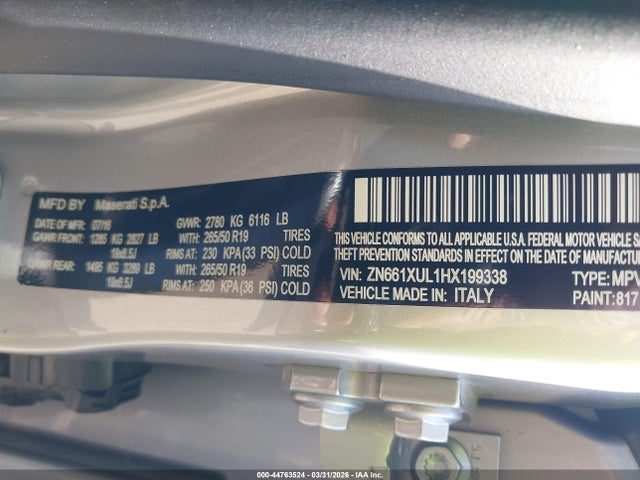 MFD BY Maserati S.p.A.
DATE OF MFR: 07/16 GVWR: 2780 KG 6116 LB
GAWR FRONT: 1285 KG 2827 LB WITH: 265/50 R19 TIRES
19x8.5J RIMS AT: 230 KPA (33 PSI) COLD
GAWR REAR: 1495 KG 3289 LB WITH: 265/50 R19 TIRES
19x8.5J RIMS AT: 250 KPA (36 PSI) COLD
THIS VEHICLE CONFORMS TO ALL APPLICABLE U.S.A. FEDERAL MOTOR VEHICLE
THEFT PREVENTION STANDARDS IN EFFECT ON THE DATE OF MANUFACTURE
VIN: ZN661XUL1HX199338 TYPE: MPV
VEHICLE MADE IN: ITALY PAINT: 817
000-44763524 - 03/31/2026 - IAAI.COM